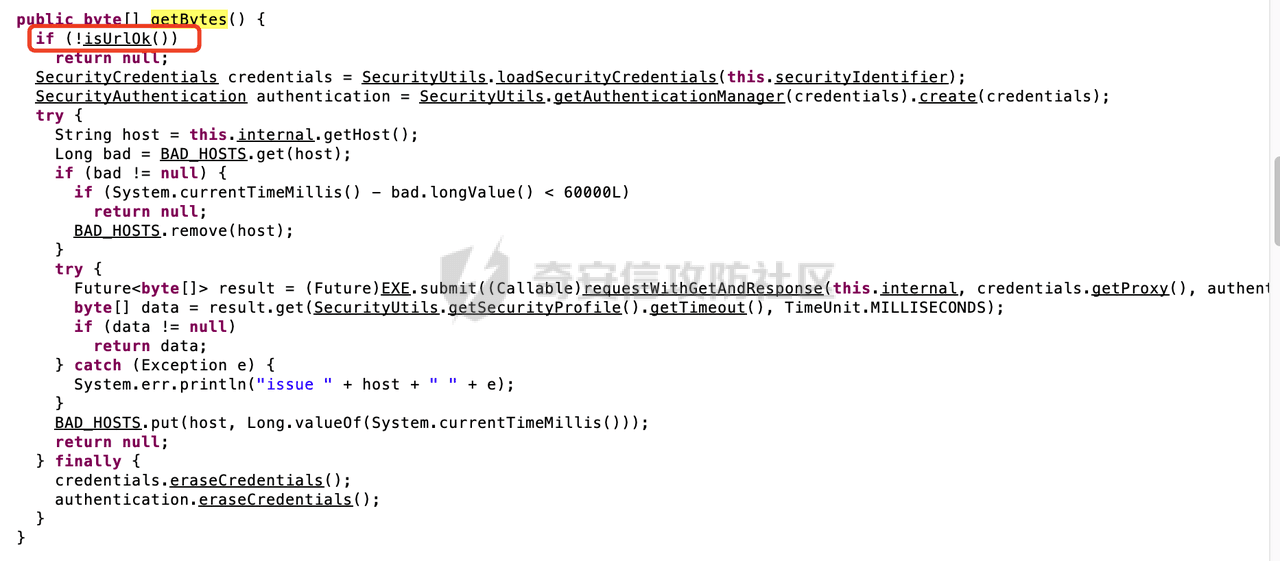 public byte[] getBytes() {
if (!isUrlOk())
return null;
SecurityCredentials credentials = SecurityUtils.loadSecurityCredentials(this.securityIdentifier);
SecurityAuthentication authentication = SecurityUtils.getAuthenticationManager(credentials).create(credentials);
try {
String host = this.internal.getHost();
Long bad = BAD_HOSTS.get(host);
if (bad != null) {
if (System.currentTimeMillis() - bad.longValue() < 60000L)
return null;
BAD_HOSTS.remove(host);
}
try {
奇安信攻防社区
Future<byte[]> result = (Future)EXE.submit((Callable)requestWithGetAndResponse(this.internal, credentials.getProxy(), authent
byte[] data = result.get(SecurityUtils.getSecurityProfile().getTimeout(), TimeUnit.MILLISECONDS);
if (data != null)
return data;
} catch (Exception e) {
System.err.println("issue " + host + " " + e);
}
BAD_HOSTS.put(host, Long.valueOf(System.currentTimeMillis()));
return null;
} finally {
credentials.eraseCredentials();
authentication.eraseCredentials();
}
}